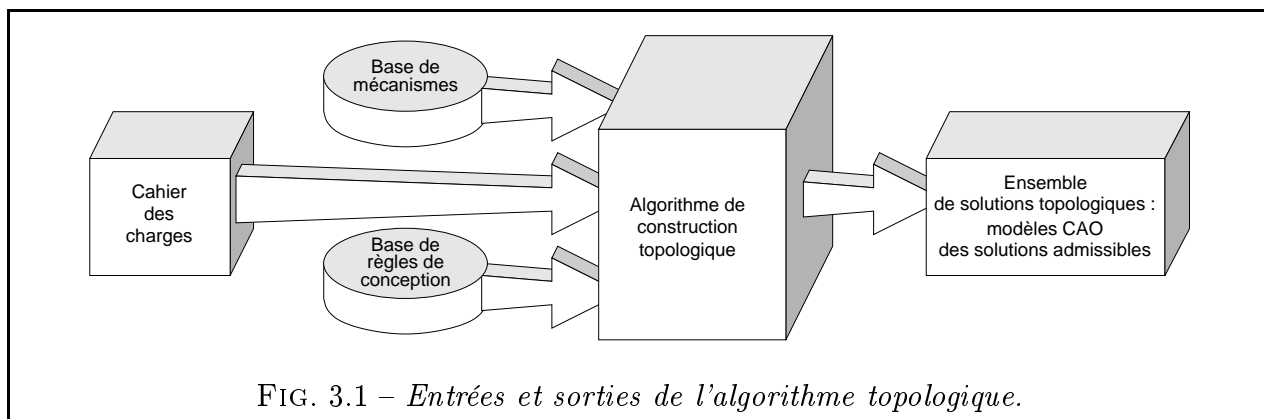 Base de
mécanismes
Cahier
des
charges
Base de
règles de
conception
Algorithme de
construction
topologique
Ensemble
de solutions topologiques :
modèles CAO
des solutions admissibles
FIG. 3.1 – Entrées et sorties de l'algorithme topologique.